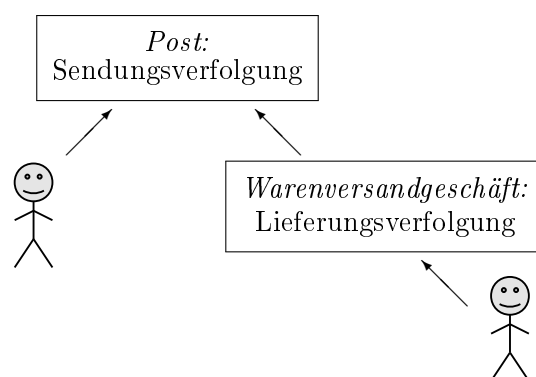 Post:
Sendungsverfolgung
Warenversandgeschäft:
Lieferungsverfolgung